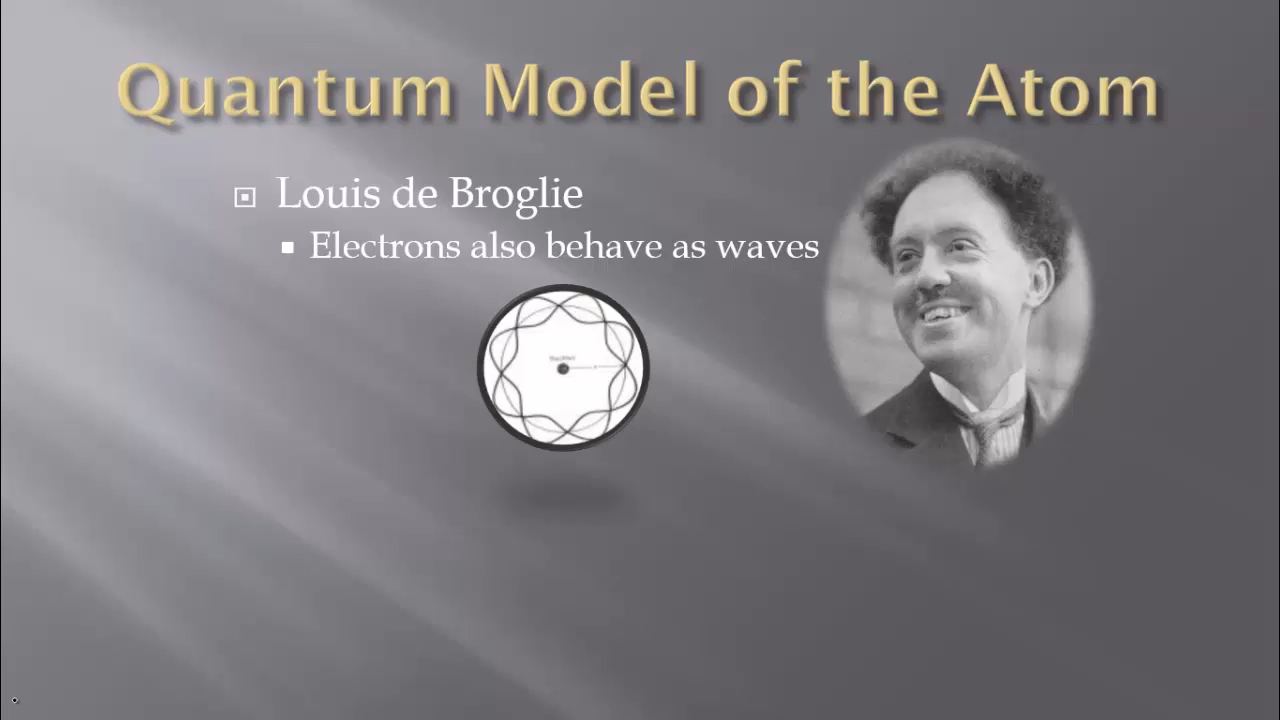 Quantum Model of the Atom
Louis de Broglie
Electrons also behave as waves